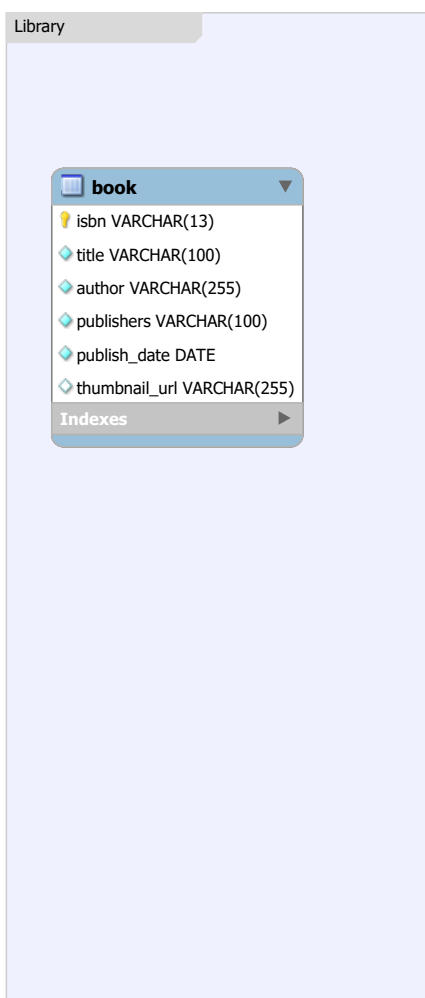 Library
book
isbn VARCHAR(13)
title VARCHAR(100)
author VARCHAR(255)
publishers VARCHAR(100)
publish_date DATE
thumbnail_url VARCHAR(255)
Indexes